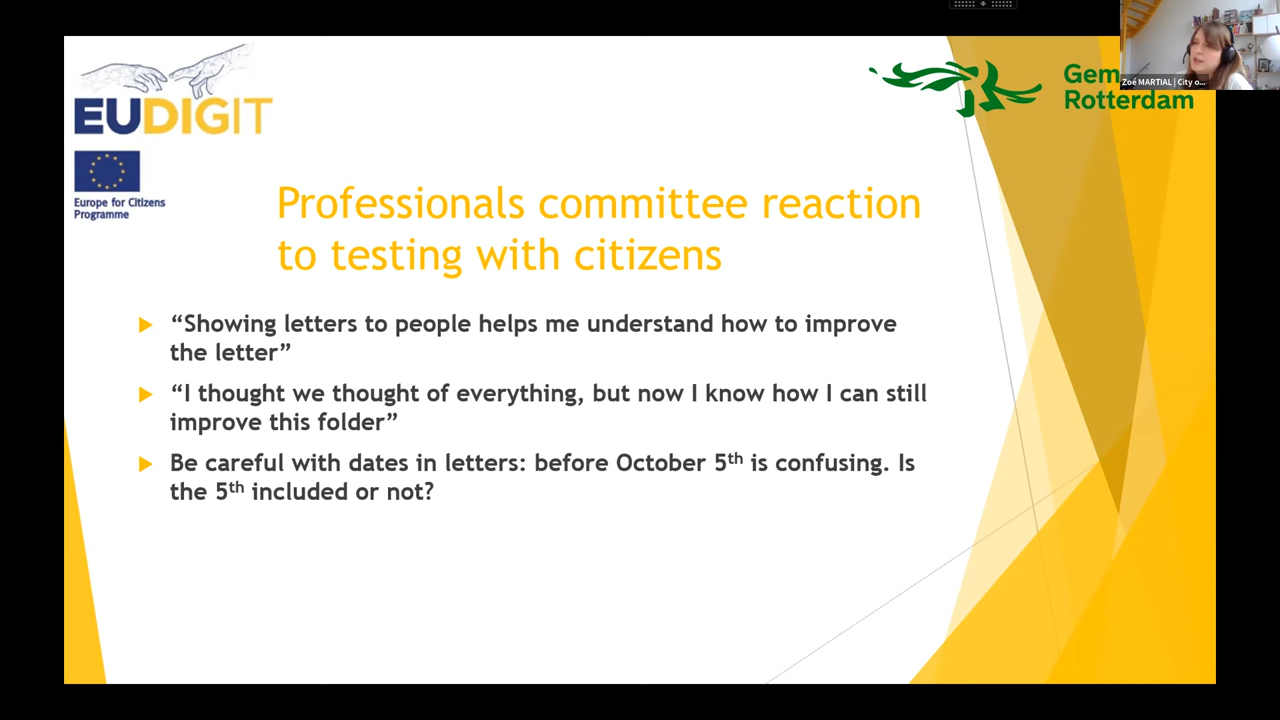 EUDIGIT
Europe for Citizens
Programme
Gem
Rotterdam
Zoé MARTIAL | City o...
Professionals committee reaction
to testing with citizens
“Showing letters to people helps me understand how to improve
the letter”
“I thought we thought of everything, but now I know how I can still
improve this folder”
Be careful with dates in letters: before October 5th is confusing. Is
the 5th included or not?